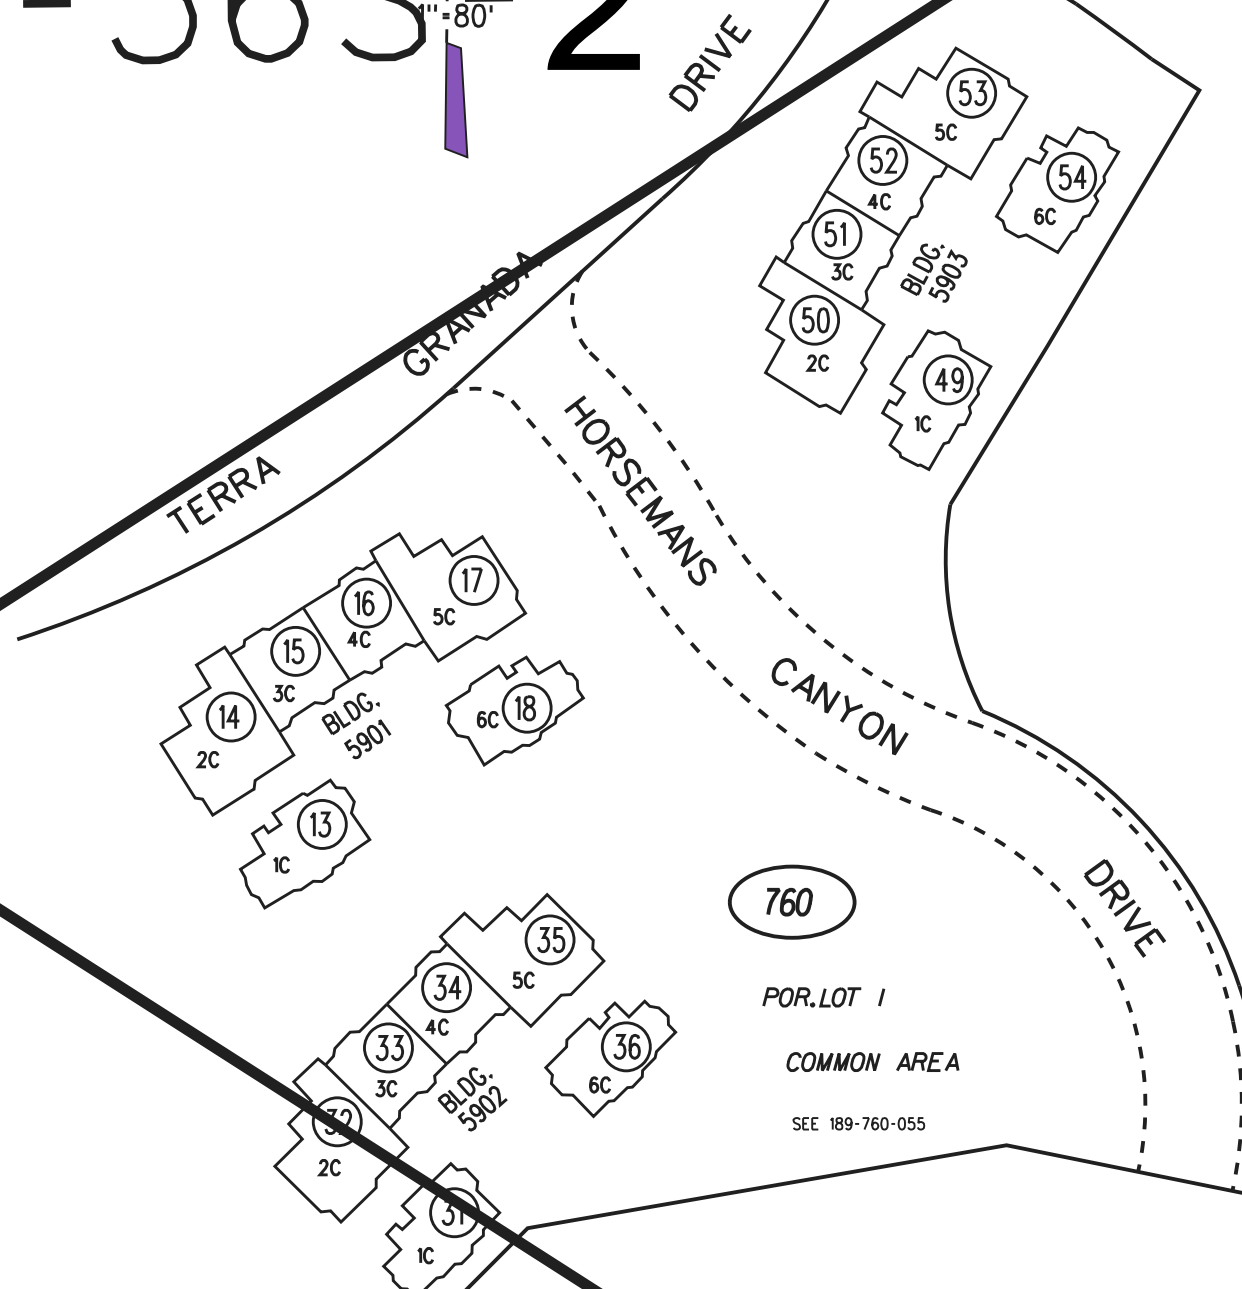 1"=80'
2
DRIVE
53
5C
52
4C
54
6C
51
3C
BLDG.
5903
50
2C
49
1C
GRANADA
TERRA
HORSEMANS
CANYON
DRIVE
17
5C
16
4C
15
3C
14
2C
BLDG.
5901
18
6C
13
1C
760
POR. LOT 1
COMMON AREA
SEE 189-760-055
35
5C
34
4C
33
3C
36
6C
BLDG.
5902
32
2C
31
1C